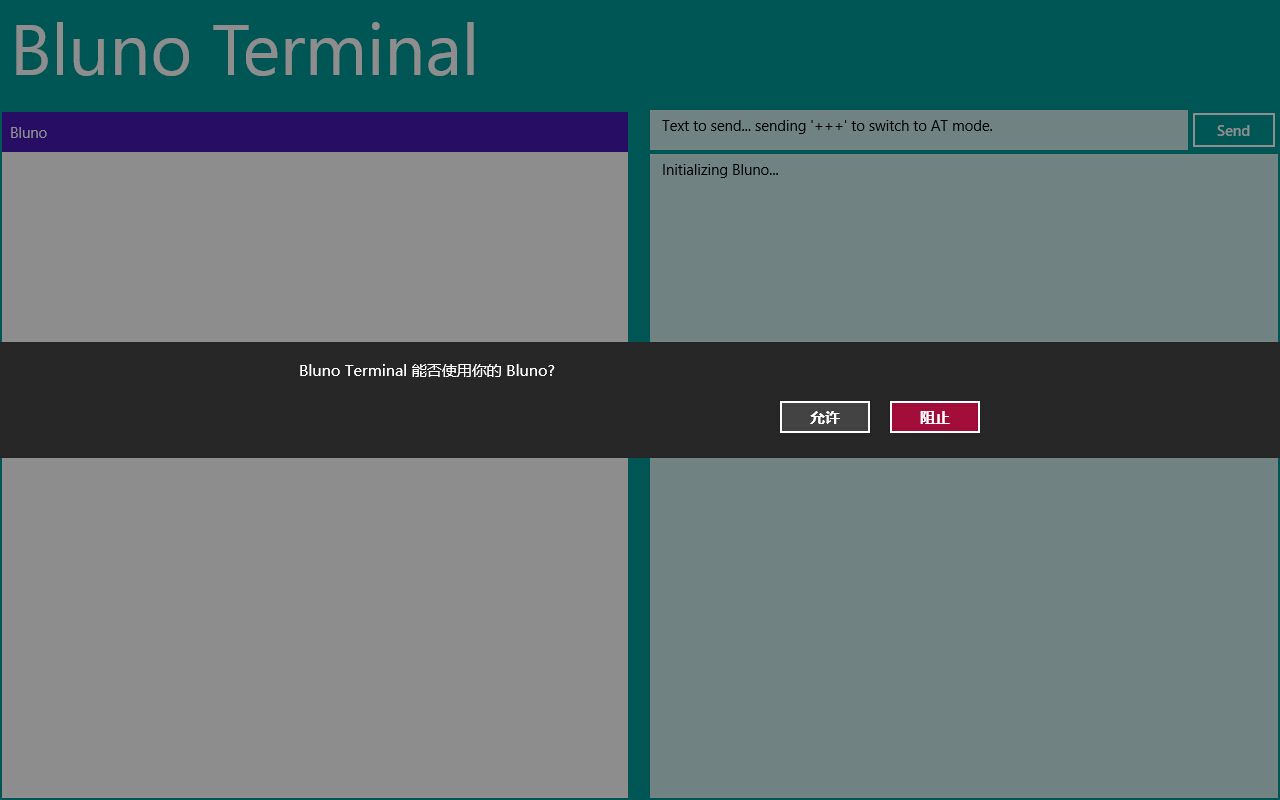 Bluno Terminal
Bluno
Text to send... sending '+++' to switch to AT mode.
Send
Initializing Bluno...
Bluno Terminal 能否使用你的 Bluno?
允许
阻止